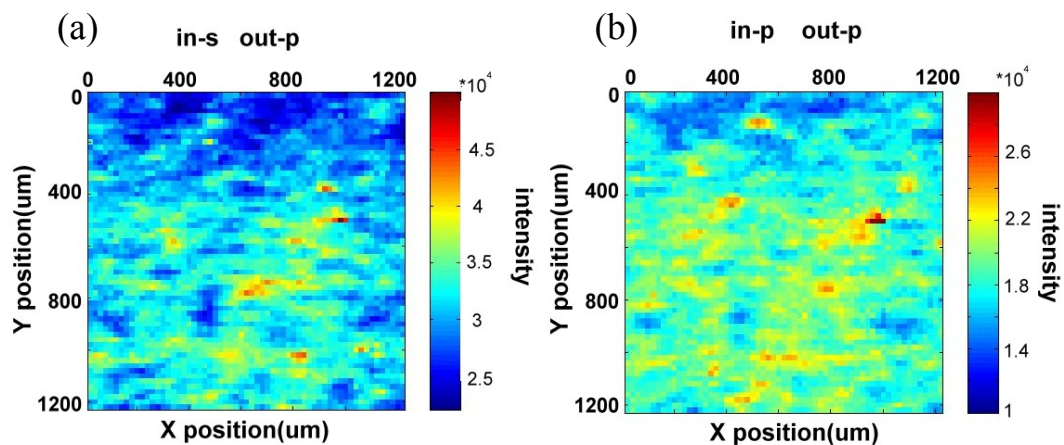 (a)
in-s out-p
0 400 800 1200
*10⁴
0
400
800
1200
Y position(um)
X position(um)
4.5
4
3.5
3
2.5
intensity
(b)
in-p out-p
0 400 800 1200
*10⁴
0
400
800
1200
Y position(um)
X position(um)
2.6
2.2
1.8
1.4
1
intensity